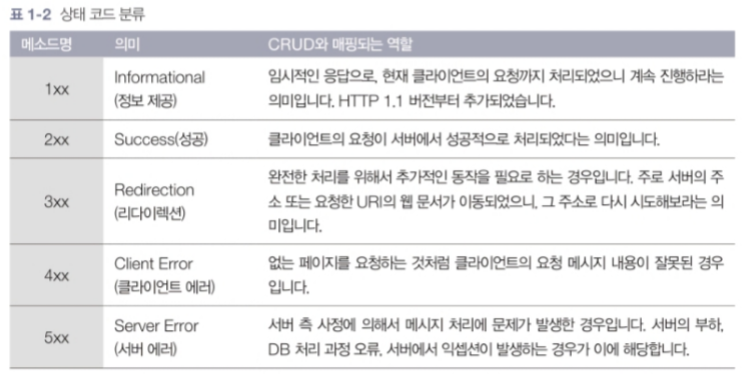 표 1-2 상태 코드 분류
메소드명 의미 CRUD와 매핑되는 역할
1xx Informational (정보 제공) 임시적인 응답으로, 현재 클라이언트의 요청까지 처리되었으니 계속 진행하라는
의미입니다. HTTP 1.1 버전부터 추가되었습니다.
2xx Success(성공) 클라이언트의 요청이 서버에서 성공적으로 처리되었다는 의미입니다.
3xx Redirection (리다이렉션) 완전한 처리를 위해서 추가적인 동작을 필요로 하는 경우입니다. 주로 서버의 주
소 또는 요청한 URI의 웹 문서가 이동되었으니, 그 주소로 다시 시도해보라는 의
미입니다.
4xx Client Error (클라이언트 에러) 없는 페이지를 요청하는 것처럼 클라이언트의 요청 메시지 내용이 잘못된 경우
입니다.
5xx Server Error (서버 에러) 서버 측 사정에 의해서 메시지 처리에 문제가 발생한 경우입니다. 서버의 부하,
DB 처리 과정 오류, 서버에서 익셉션이 발생하는 경우가 이에 해당합니다.